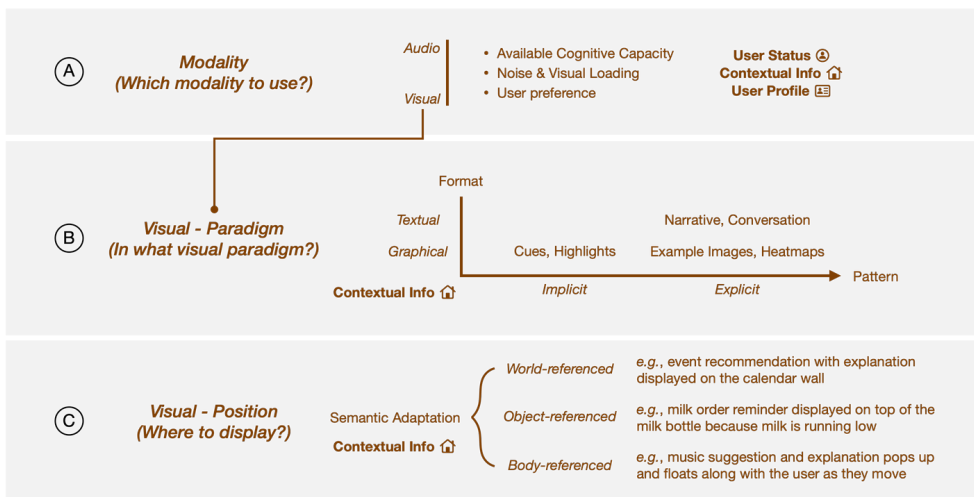 A
Modality
(Which modality to use?)
Audio
Visual
• Available Cognitive Capacity
• Noise & Visual Loading
• User preference
User Status
Contextual Info
User Profile
B
Visual - Paradigm
(In what visual paradigm?)
Format
Textual
Graphical
Narrative, Conversation
Cues, Highlights
Example Images, Heatmaps
Pattern
Implicit
Explicit
Contextual Info
C
Visual - Position
(Where to display?)
Semantic Adaptation
Contextual Info
World-referenced
e.g., event recommendation with explanation
displayed on the calendar wall
Object-referenced
e.g., milk order reminder displayed on top of the
milk bottle because milk is running low
Body-referenced
e.g., music suggestion and explanation pops up
and floats along with the user as they move